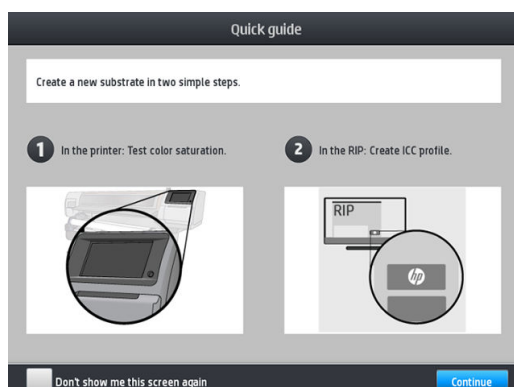 Quick guide
Create a new substrate in two simple steps.
1 In the printer: Test color saturation.
2 In the RIP: Create ICC profile.
RIP
hp
Don't show me this screen again
Continue